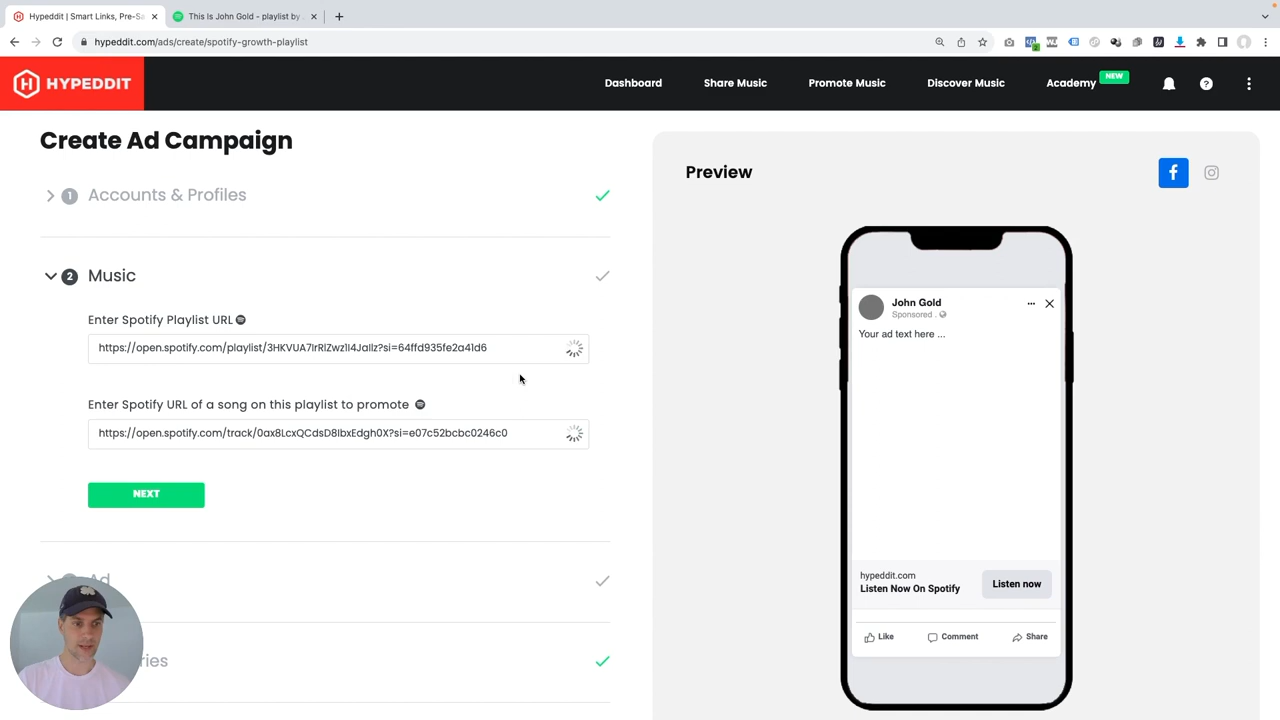 Hypeddit | Smart Links, Pre-Sa
This Is John Gold - playlist by
hypeddit.com/ads/create/spotify-growth-playlist
HYPEDDIT
Dashboard
Share Music
Promote Music
Discover Music
Academy
NEW
Create Ad Campaign
1 Accounts & Profiles
2 Music
Enter Spotify Playlist URL
https://open.spotify.com/playlist/3HKVUA7IrRlZwz1I4JaIIz?si=64ffd935fe2a41d6
Enter Spotify URL of a song on this playlist to promote
https://open.spotify.com/track/0ax8LcxQCdsD8IbxEdgh0X?si=e07c52bcbc0246c0
NEXT
Ad
ries
Preview
John Gold
Sponsored .
Your ad text here ...
hypeddit.com
Listen Now On Spotify
Listen now
Like
Comment
Share